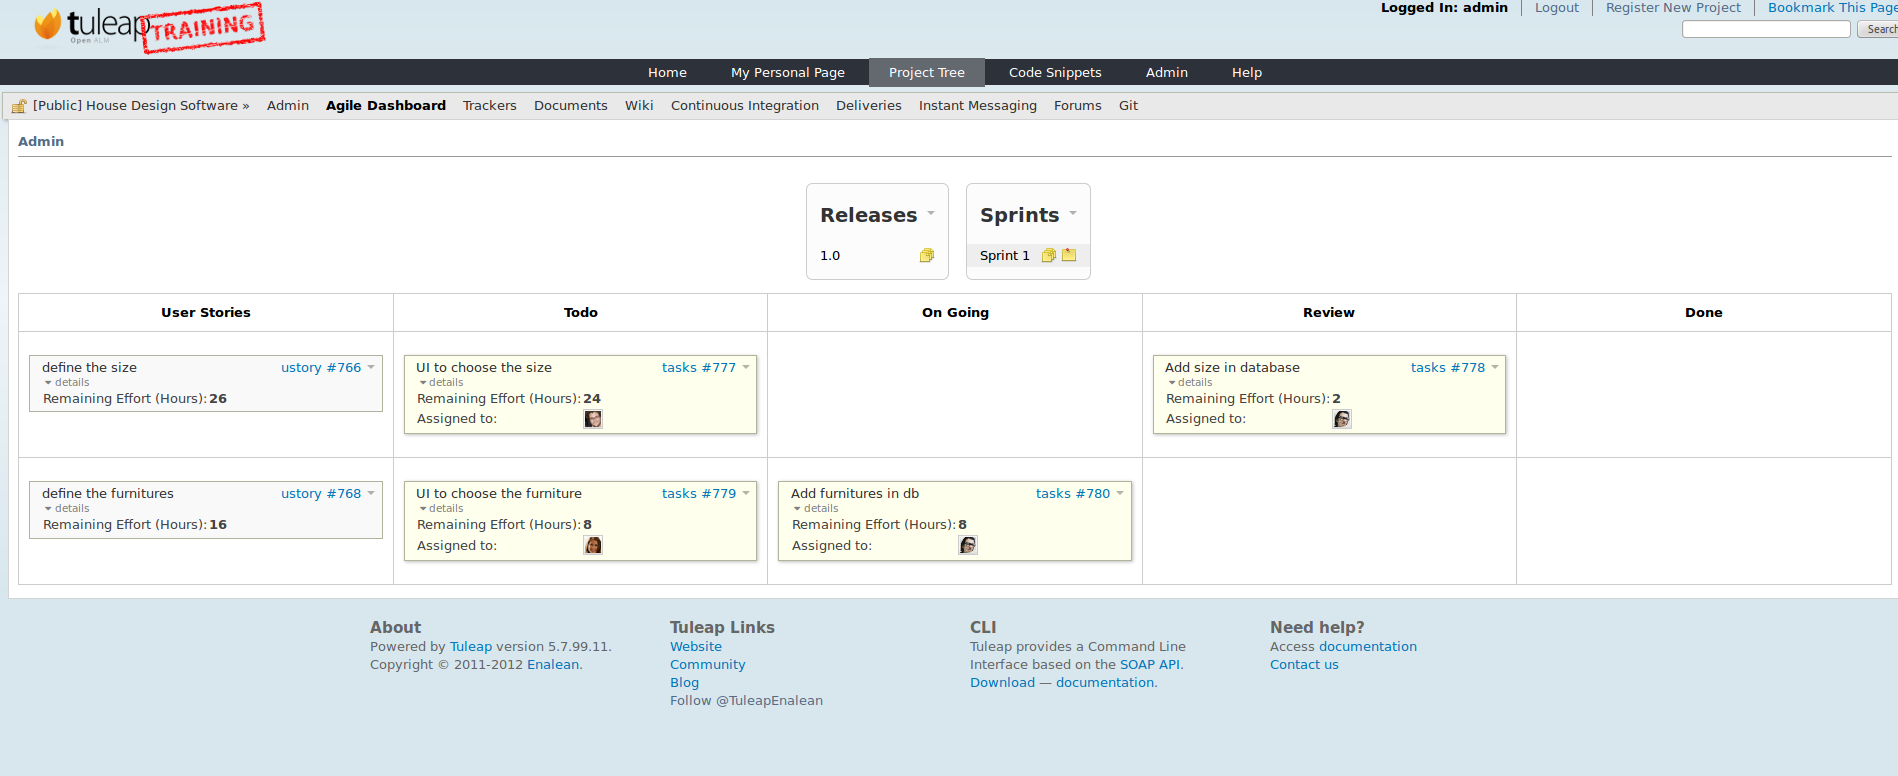 tuleap
Open ALM
TRAINING
Logged In: admin Logout Register New Project Bookmark This Page
Search
Home My Personal Page Project Tree Code Snippets Admin Help
[Public] House Design Software » Admin Agile Dashboard Trackers Documents Wiki Continuous Integration Deliveries Instant Messaging Forums Git
Admin
Releases Sprints
1.0 Sprint 1
User Stories Todo On Going Review Done
define the size ustory #766
details
Remaining Effort (Hours): 26
UI to choose the size tasks #777
details
Remaining Effort (Hours): 24
Assigned to:
Add size in database tasks #778
details
Remaining Effort (Hours): 2
Assigned to:
define the furnitures ustory #768
details
Remaining Effort (Hours): 16
UI to choose the furniture tasks #779
details
Remaining Effort (Hours): 8
Assigned to:
Add furnitures in db tasks #780
details
Remaining Effort (Hours): 8
Assigned to:
About
Powered by Tuleap version 5.7.99.11.
Copyright © 2011-2012 Enalean.
Tuleap Links
Website
Community
Blog
Follow @TuleapEnalean
CLI
Tuleap provides a Command Line
Interface based on the SOAP API.
Download — documentation.
Need help?
Access documentation
Contact us